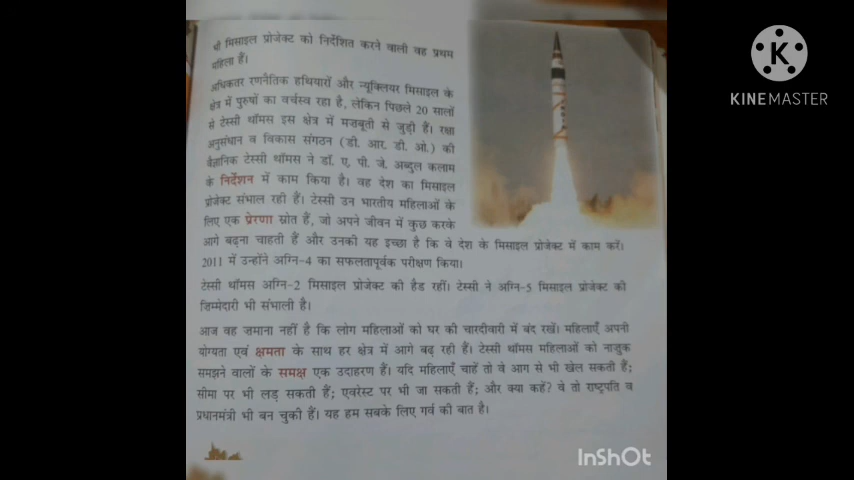 थी मिसाइल प्रोजेक्ट को निर्देशित करने वाली वह प्रथम
महिला हैं।
अधिकतर रणनैतिक हथियारों और न्यूक्लियर मिसाइल के
क्षेत्र में पुरुषों का वर्चस्व रहा है, लेकिन पिछले 20 सालों
से टेस्सी थॉमस इस क्षेत्र में मज़बूती से जुड़ी हैं। रक्षा
अनुसंधान व विकास संगठन (डी. आर. डी. ओ.) की
वैज्ञानिक टेस्सी थॉमस ने डॉ. ए. पी. जे. अब्दुल कलाम
के निर्देशन में काम किया है। वह देश का मिसाइल
प्रोजेक्ट संभाल रही हैं। टेस्सी उन भारतीय महिलाओं के
लिए एक प्रेरणा स्रोत हैं, जो अपने जीवन में कुछ करके
आगे बढ़ना चाहती हैं और उनकी यह इच्छा है कि वे देश के मिसाइल प्रोजेक्ट में काम करें।
2011 में उन्होंने अग्नि-4 का सफलतापूर्वक परीक्षण किया।
टेस्सी थॉमस अग्नि-2 मिसाइल प्रोजेक्ट की हैड रहीं। टेस्सी ने अग्नि-5 मिसाइल प्रोजेक्ट की
ज़िम्मेदारी भी संभाली है।
आज वह ज़माना नहीं है कि लोग महिलाओं को घर की चारदीवारी में बंद रखें। महिलाएँ अपनी
योग्यता एवं क्षमता के साथ हर क्षेत्र में आगे बढ़ रही हैं। टेस्सी थॉमस महिलाओं को नाज़ुक
समझने वालों के समक्ष एक उदाहरण हैं। यदि महिलाएँ चाहें तो वे आग से भी खेल सकती हैं;
सीमा पर भी लड़ सकती हैं; एवरेस्ट पर भी जा सकती हैं; और क्या कहें? वे तो राष्ट्रपति व
प्रधानमंत्री भी बन चुकी हैं। यह हम सबके लिए गर्व की बात है।
K
KINEMASTER
InShOt